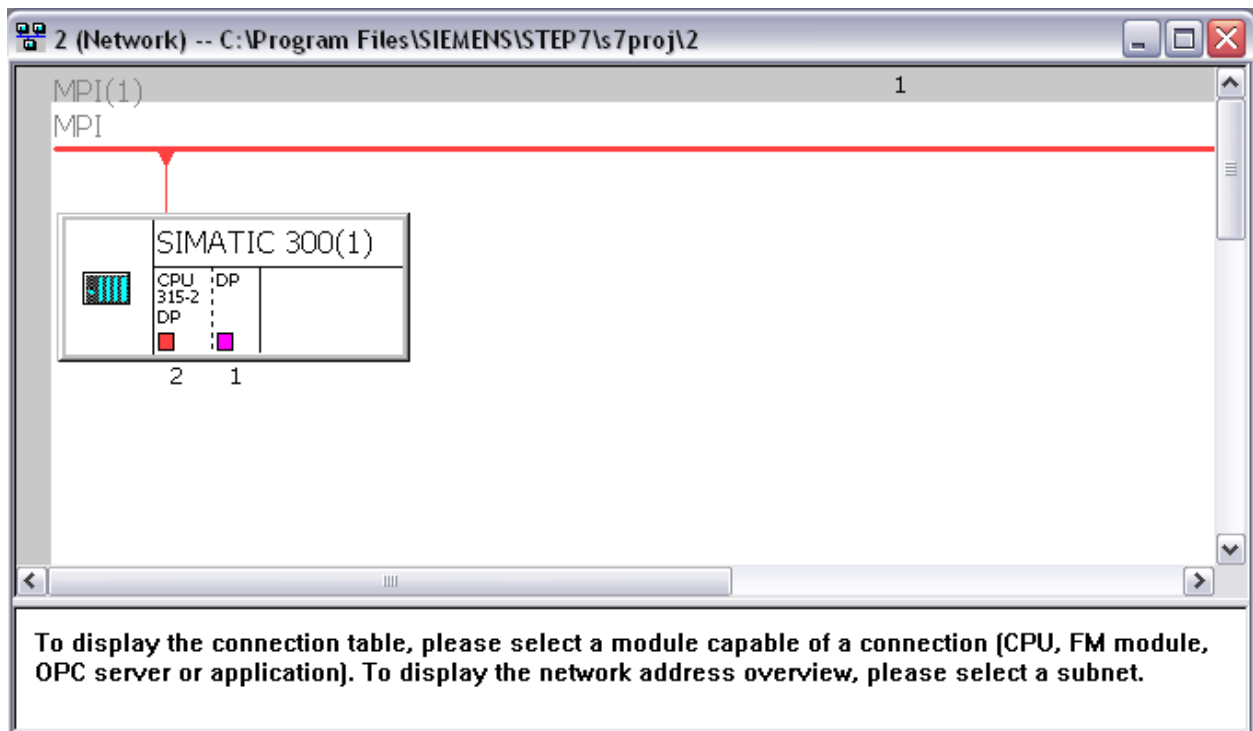 2 (Network) -- C:\Program Files\SIEMENS\STEP7\s7proj\2
MPI(1)
1
MPI
SIMATIC 300(1)
CPU
315-2
DP
DP
2
1
To display the connection table, please select a module capable of a connection (CPU, FM module,
OPC server or application). To display the network address overview, please select a subnet.